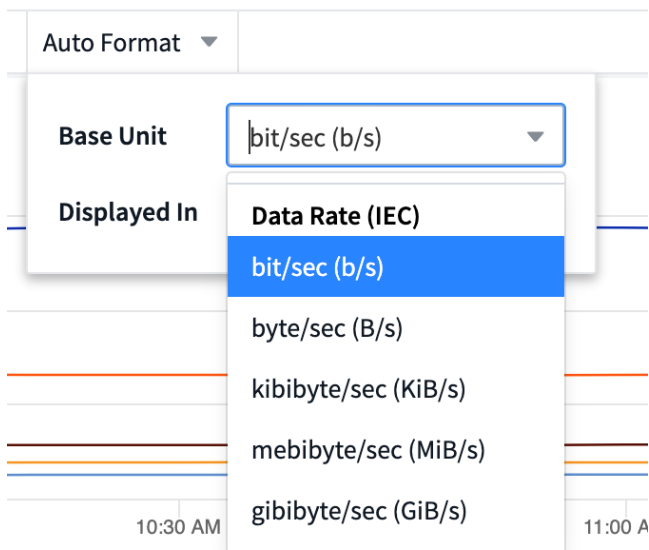 Auto Format
Base Unit
bit/sec (b/s)
Displayed In
Data Rate (IEC)
bit/sec (b/s)
byte/sec (B/s)
kibibyte/sec (KiB/s)
mebibyte/sec (MiB/s)
gibibyte/sec (GiB/s)
10:30 AM
11:00 A